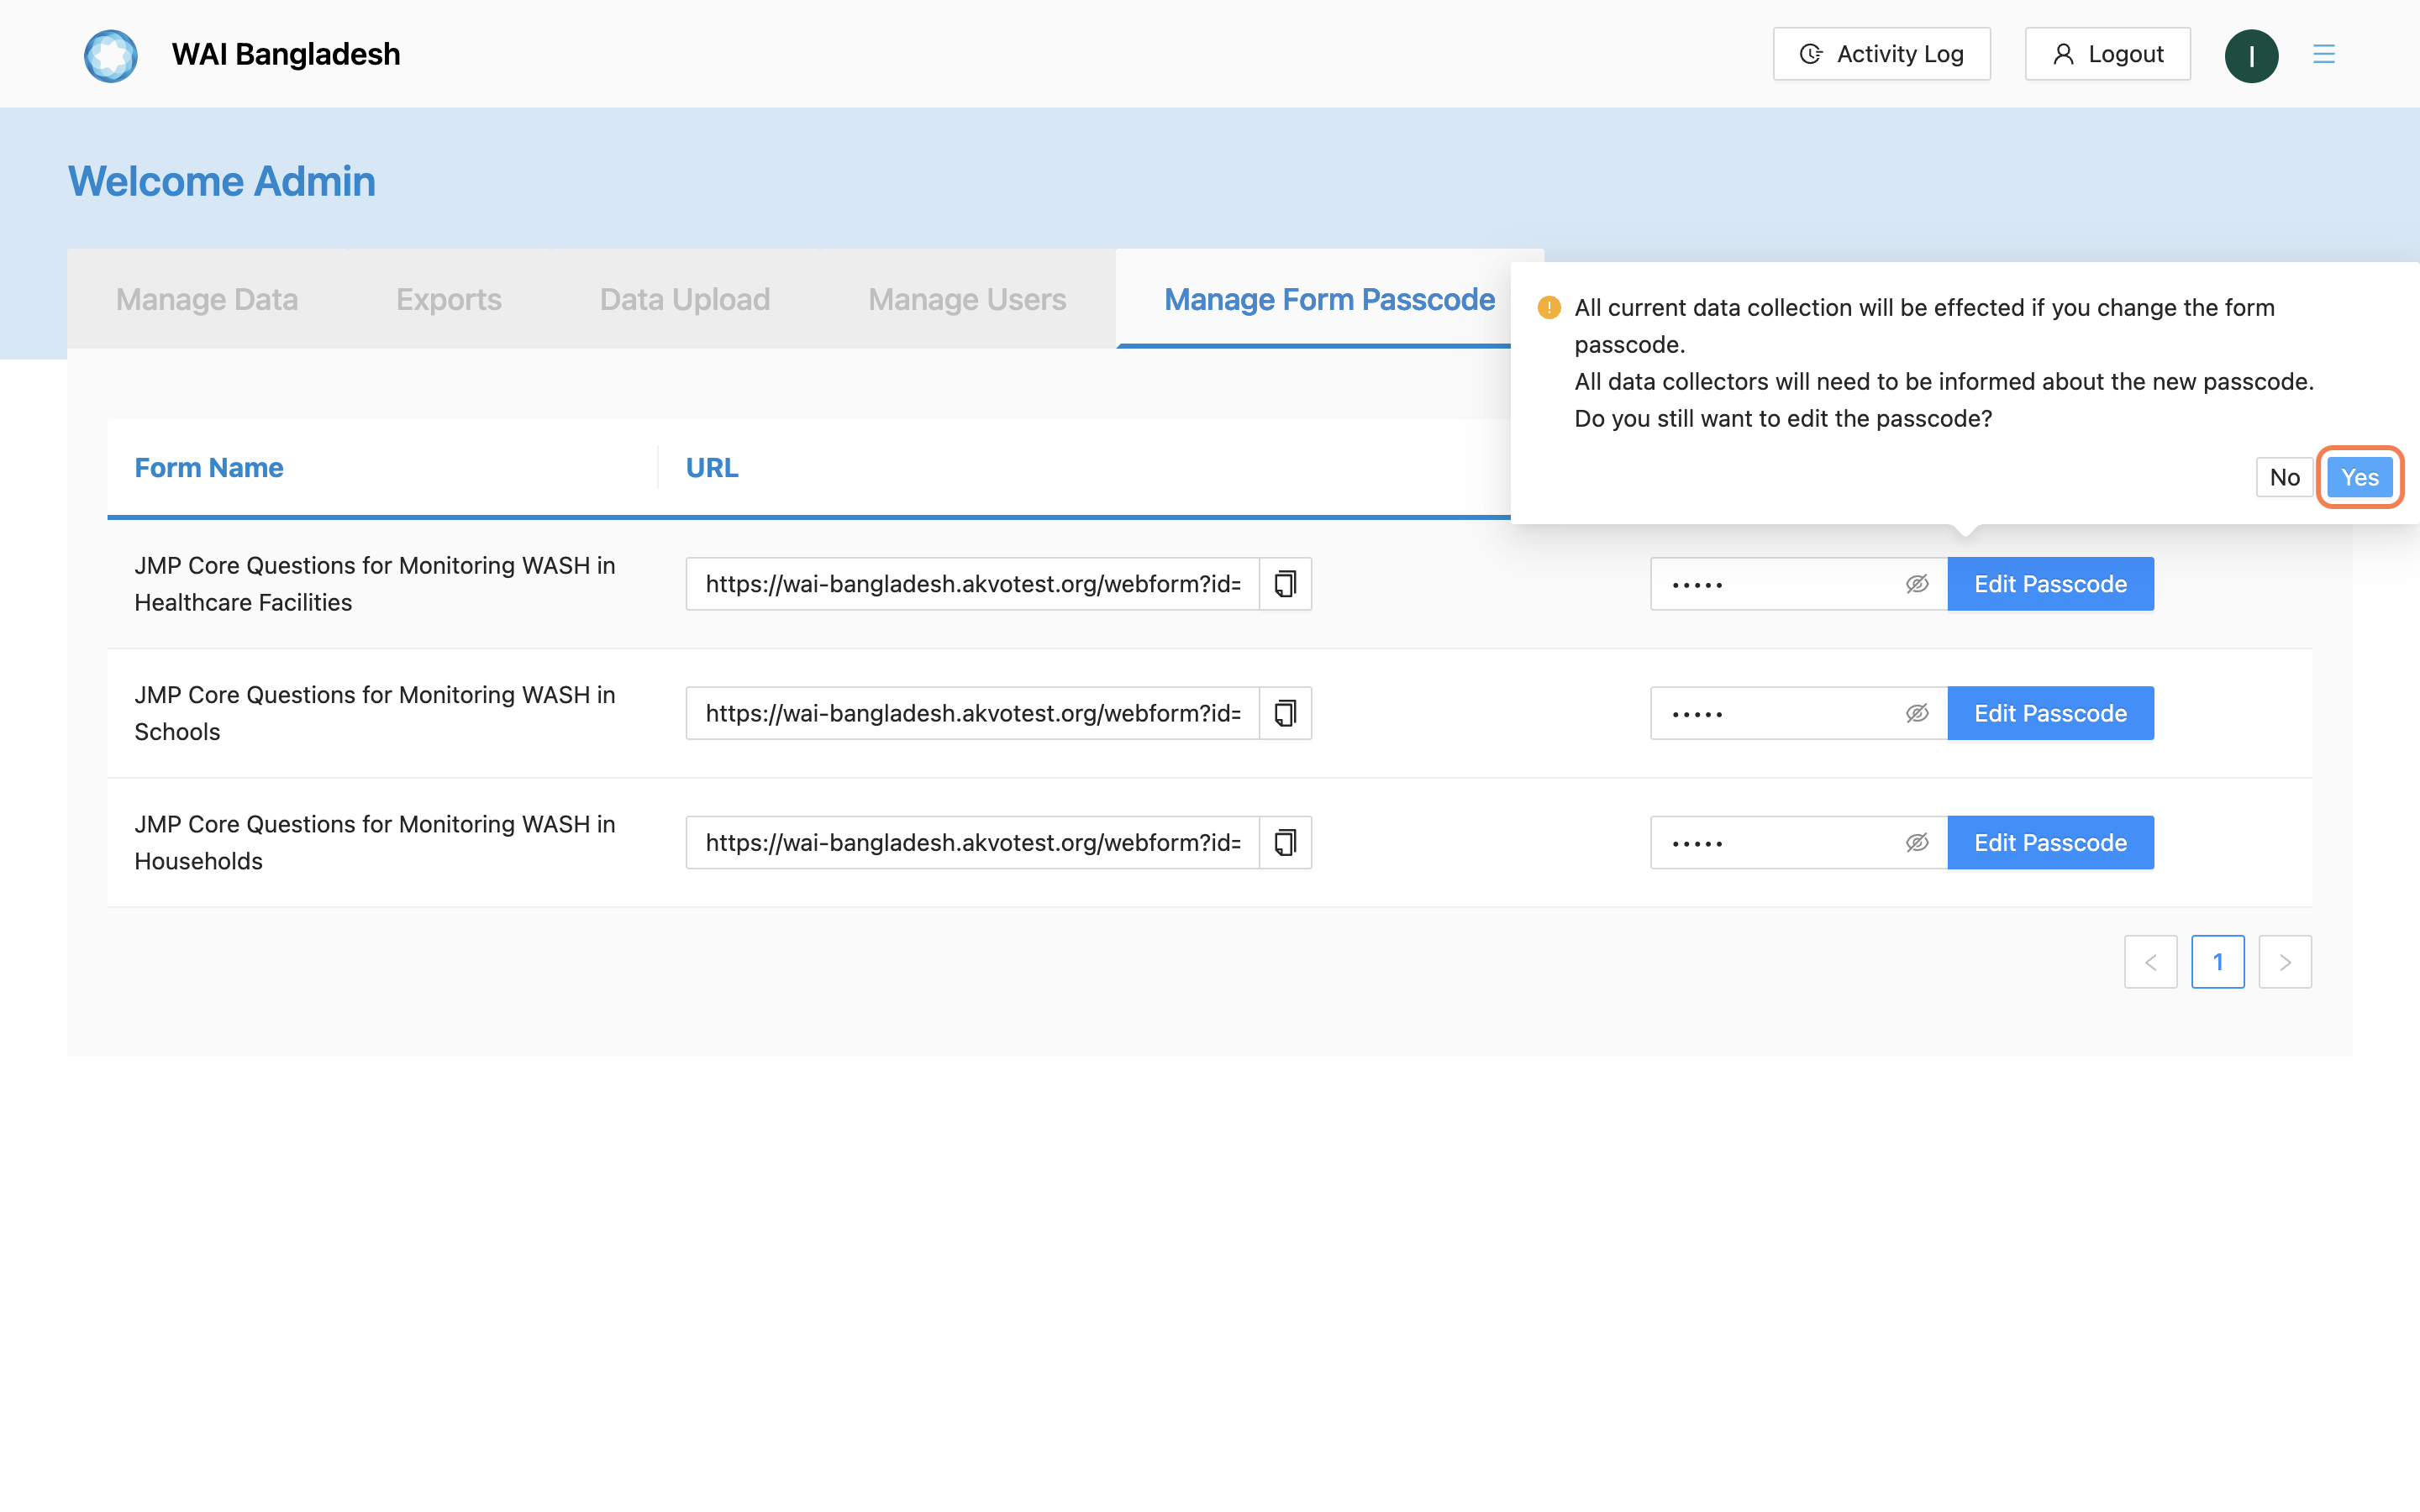 WAI Bangladesh
Activity Log
Logout
I
Welcome Admin
Manage Data
Exports
Data Upload
Manage Users
Manage Form Passcode
All current data collection will be effected if you change the form
passcode.
All data collectors will need to be informed about the new passcode.
Do you still want to edit the passcode?
No
Yes
Form Name
URL
JMP Core Questions for Monitoring WASH in
Healthcare Facilities
https://wai-bangladesh.akvotest.org/webform?id=
•••••
Edit Passcode
JMP Core Questions for Monitoring WASH in
Schools
https://wai-bangladesh.akvotest.org/webform?id=
•••••
Edit Passcode
JMP Core Questions for Monitoring WASH in
Households
https://wai-bangladesh.akvotest.org/webform?id=
•••••
Edit Passcode
1